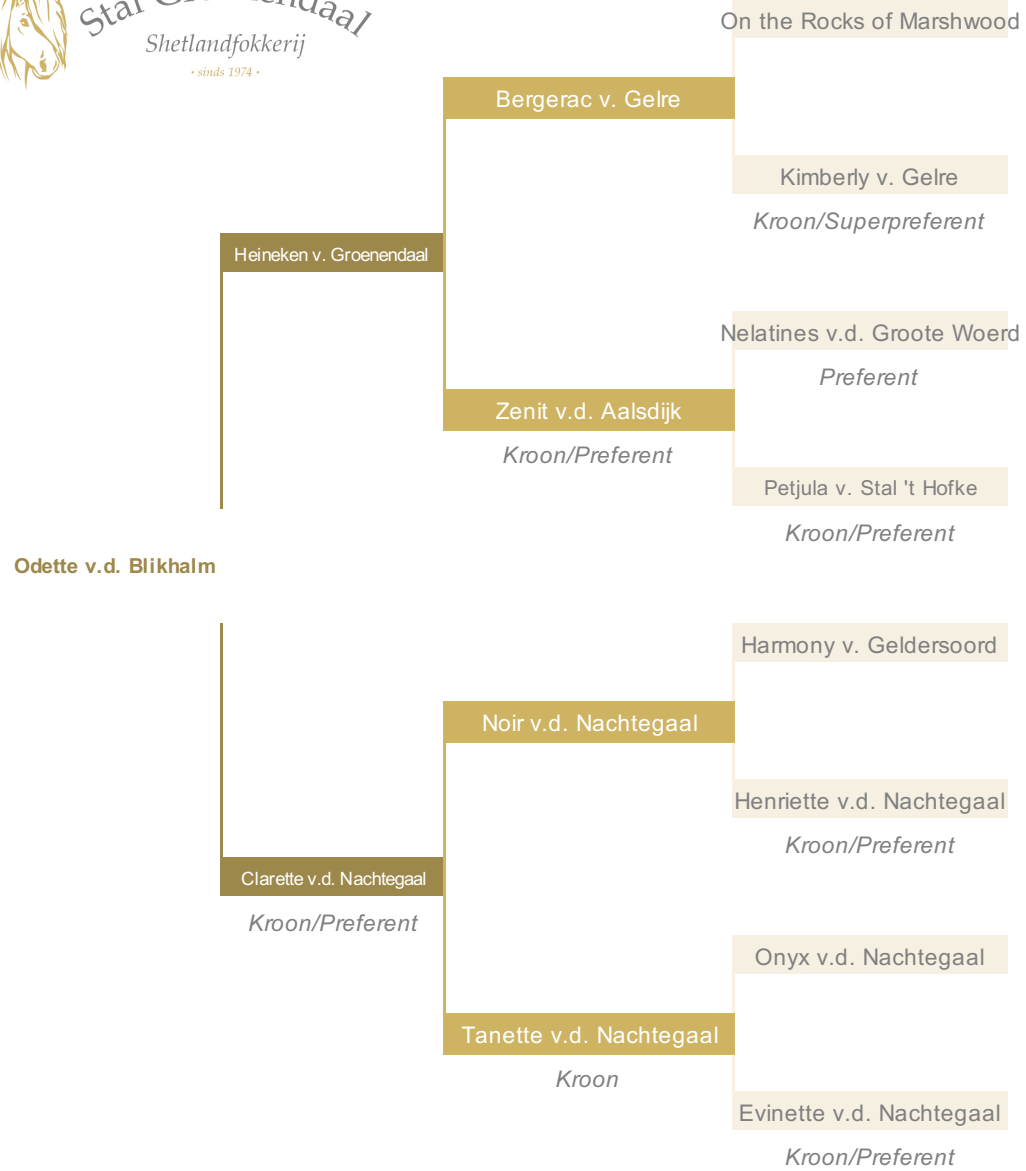 Stal
Shetlandfokkerij
• sinds 1974 •
On the Rocks of Marshwood
Bergerac v. Gelre
Kimberly v. Gelre
Kroon/Superpreferent
Heineken v. Groenendaal
Nelatines v.d. Groote Woerd
Preferent
Zenit v.d. Aalsdijk
Kroon/Preferent
Petjula v. Stal 't Hofke
Kroon/Preferent
Odette v.d. Blikhalm
Harmony v. Geldersoord
Noir v.d. Nachtegaal
Henriette v.d. Nachtegaal
Kroon/Preferent
Clarette v.d. Nachtegaal
Kroon/Preferent
Onyx v.d. Nachtegaal
Tanette v.d. Nachtegaal
Kroon
Evinette v.d. Nachtegaal
Kroon/Preferent